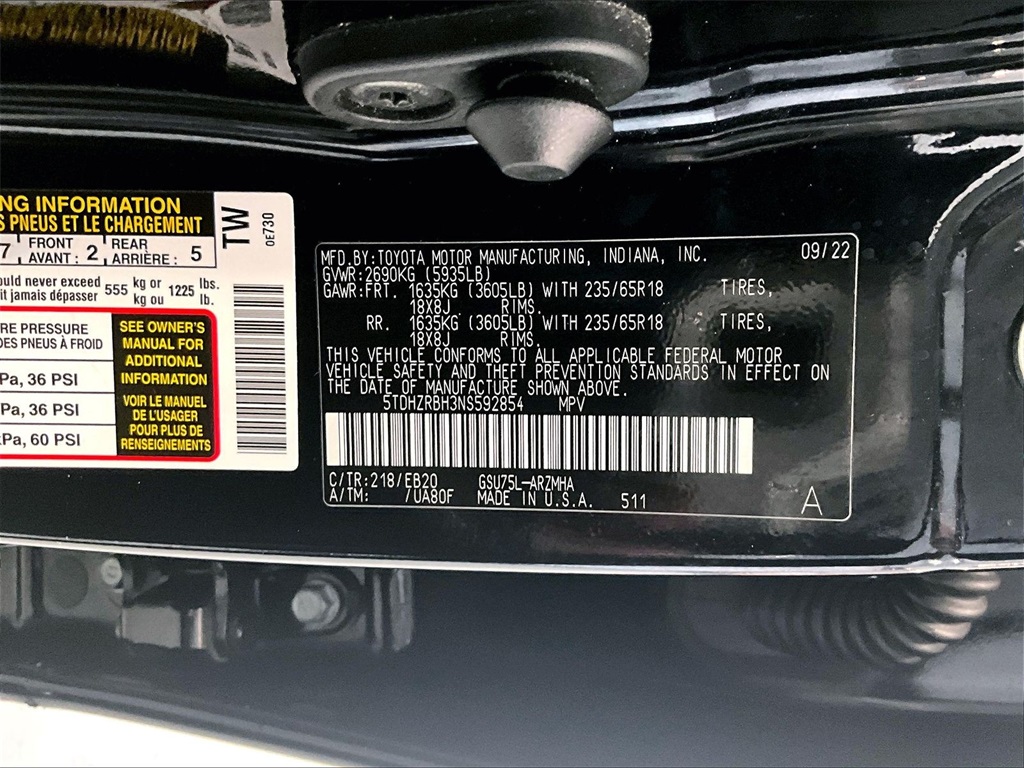 NG INFORMATION
S PNEUS ET LE CHARGEMENT
7 FRONT AVANT : 2 REAR ARRIÈRE : 5
ould never exceed 555 kg or 1225 lbs.
it jamais dépasser kg ou lb.
RE PRESSURE
DES PNEUS À FROID
Pa, 36 PSI
Pa, 36 PSI
Pa, 60 PSI
SEE OWNER'S
MANUAL FOR
ADDITIONAL
INFORMATION
VOIR LE MANUEL
DE L'USAGER
POUR PLUS DE
RENSEIGNEMENTS
TW
0E730
MFD.BY:TOYOTA MOTOR MANUFACTURING, INDIANA, INC. 09/22
GVWR:2690KG (5935LB)
GAWR:FRT. 1635KG (3605LB) WITH 235/65R18 TIRES,
18X8J RIMS.
RR. 1635KG (3605LB) WITH 235/65R18 TIRES,
18X8J RIMS.
THIS VEHICLE CONFORMS TO ALL APPLICABLE FEDERAL MOTOR
VEHICLE SAFETY AND THEFT PREVENTION STANDARDS IN EFFECT ON
THE DATE OF MANUFACTURE SHOWN ABOVE.
5TDHZRBH3NS592854 MPV
C/TR:218/EB20 GSU75L-ARZMHA
A/TM: /UA80F MADE IN U.S.A. 511
A